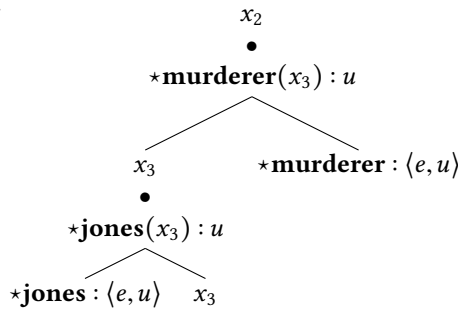 x₂
•
⋆murderer(x₃) : u
x₃ ⋆murderer : ⟨e, u⟩
•
⋆jones(x₃) : u
⋆jones : ⟨e, u⟩ x₃